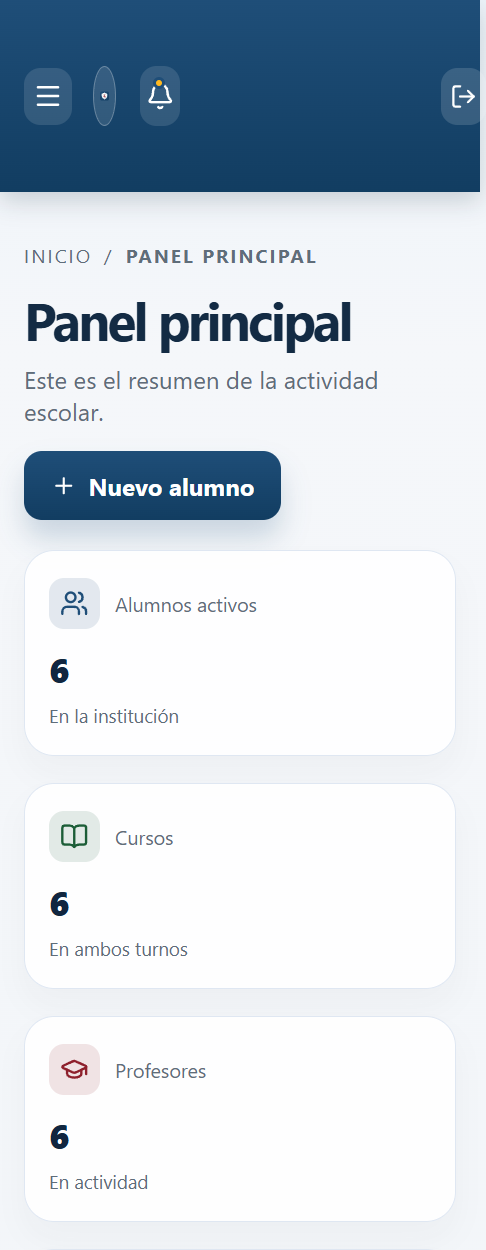 INICIO / PANEL PRINCIPAL
Panel principal
Este es el resumen de la actividad
escolar.
Nuevo alumno
Alumnos activos
6
En la institución
Cursos
6
En ambos turnos
Profesores
6
En actividad